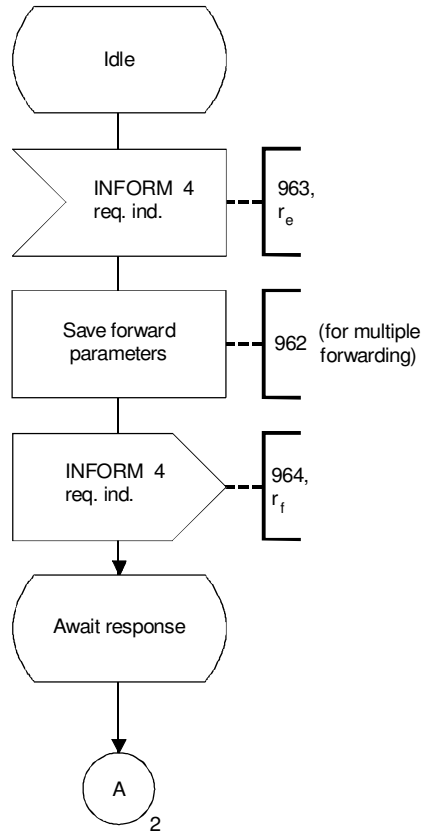 Idle
INFORM 4
req. ind.
963,
re
Save forward
parameters
962 (for multiple
forwarding)
INFORM 4
req. ind.
964,
rf
Await response
A
2